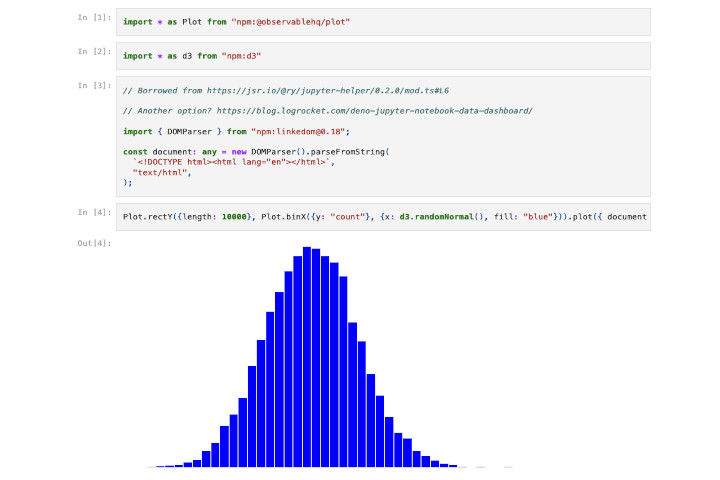 In [1]:
import * as Plot from "npm:@observablehq/plot"
In [2]:
import * as d3 from "npm:d3"
In [3]:
// Borrowed from https://jsr.io/@ry/jupyter-helper/0.2.0/mod.ts#L6
// Another option? https://blog.logrocket.com/deno-jupyter-notebook-data-dashboard/
import { DOMParser } from "npm:linkedom@0.18";
const document: any = new DOMParser().parseFromString(
`<!DOCTYPE html><html lang="en"></html>`,
"text/html",
);
In [4]:
Plot.rectY({length: 10000}, Plot.binX({y: "count"}, {x: d3.randomNormal(), fill: "blue"})).plot({ document
Out[4]: